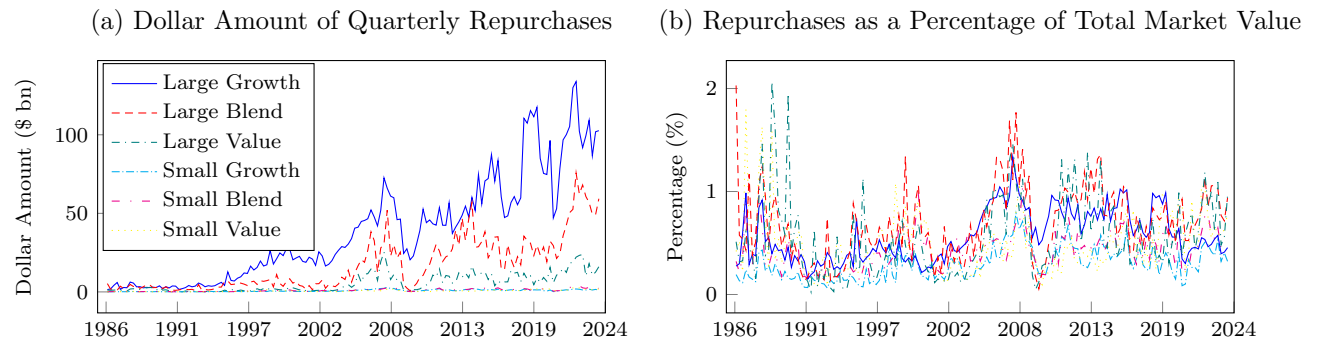 (a) Dollar Amount of Quarterly Repurchases
Dollar Amount ($ bn)
100
50
0
Large Growth
Large Blend
Large Value
Small Growth
Small Blend
Small Value
1986 1991 1997 2002 2008 2013 2019 2024
(b) Repurchases as a Percentage of Total Market Value
Percentage (%)
2
1
0
1986 1991 1997 2002 2008 2013 2019 2024